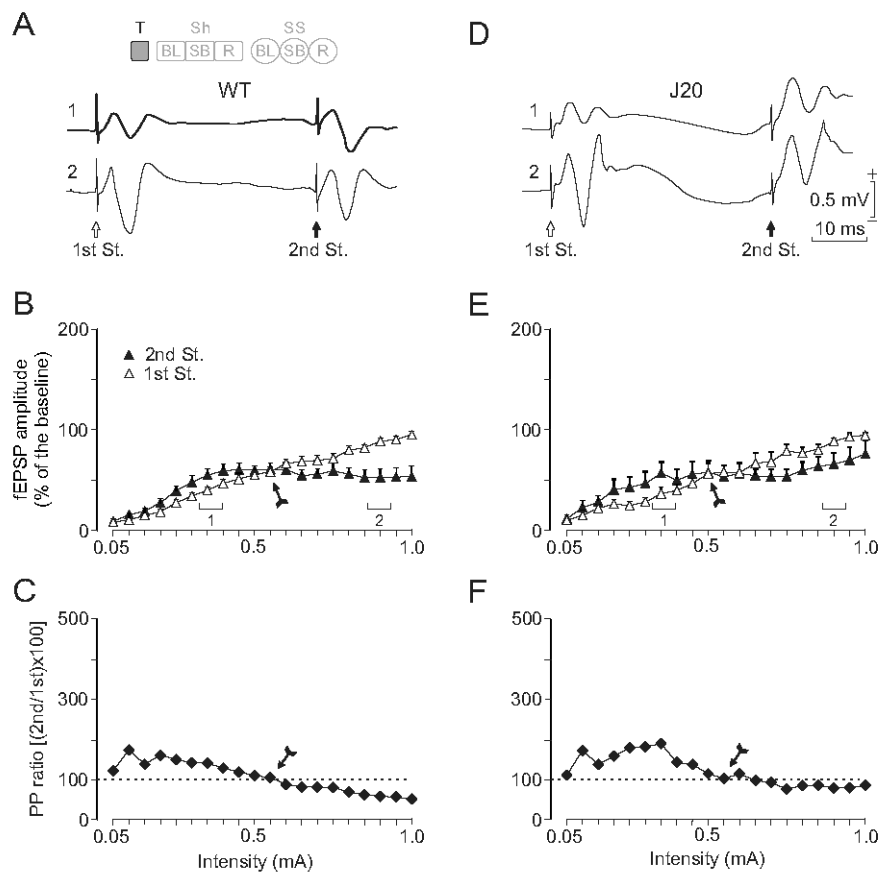 A
T
Sh
SS
BL SB R
BL SB R
WT
1
2
1st St.
2nd St.
D
J20
1
2
+
0.5 mV
–
1st St.
2nd St.
10 ms
B
200
100
0
fEPSP amplitude
(% of the baseline)
2nd St.
1st St.
1
2
0.05
0.5
1.0
E
200
100
0
1
2
0.05
0.5
1.0
C
500
300
100
0
PP ratio [(2nd/1st)x100]
0.05
0.5
1.0
Intensity (mA)
F
500
300
100
0
0.05
0.5
1.0
Intensity (mA)